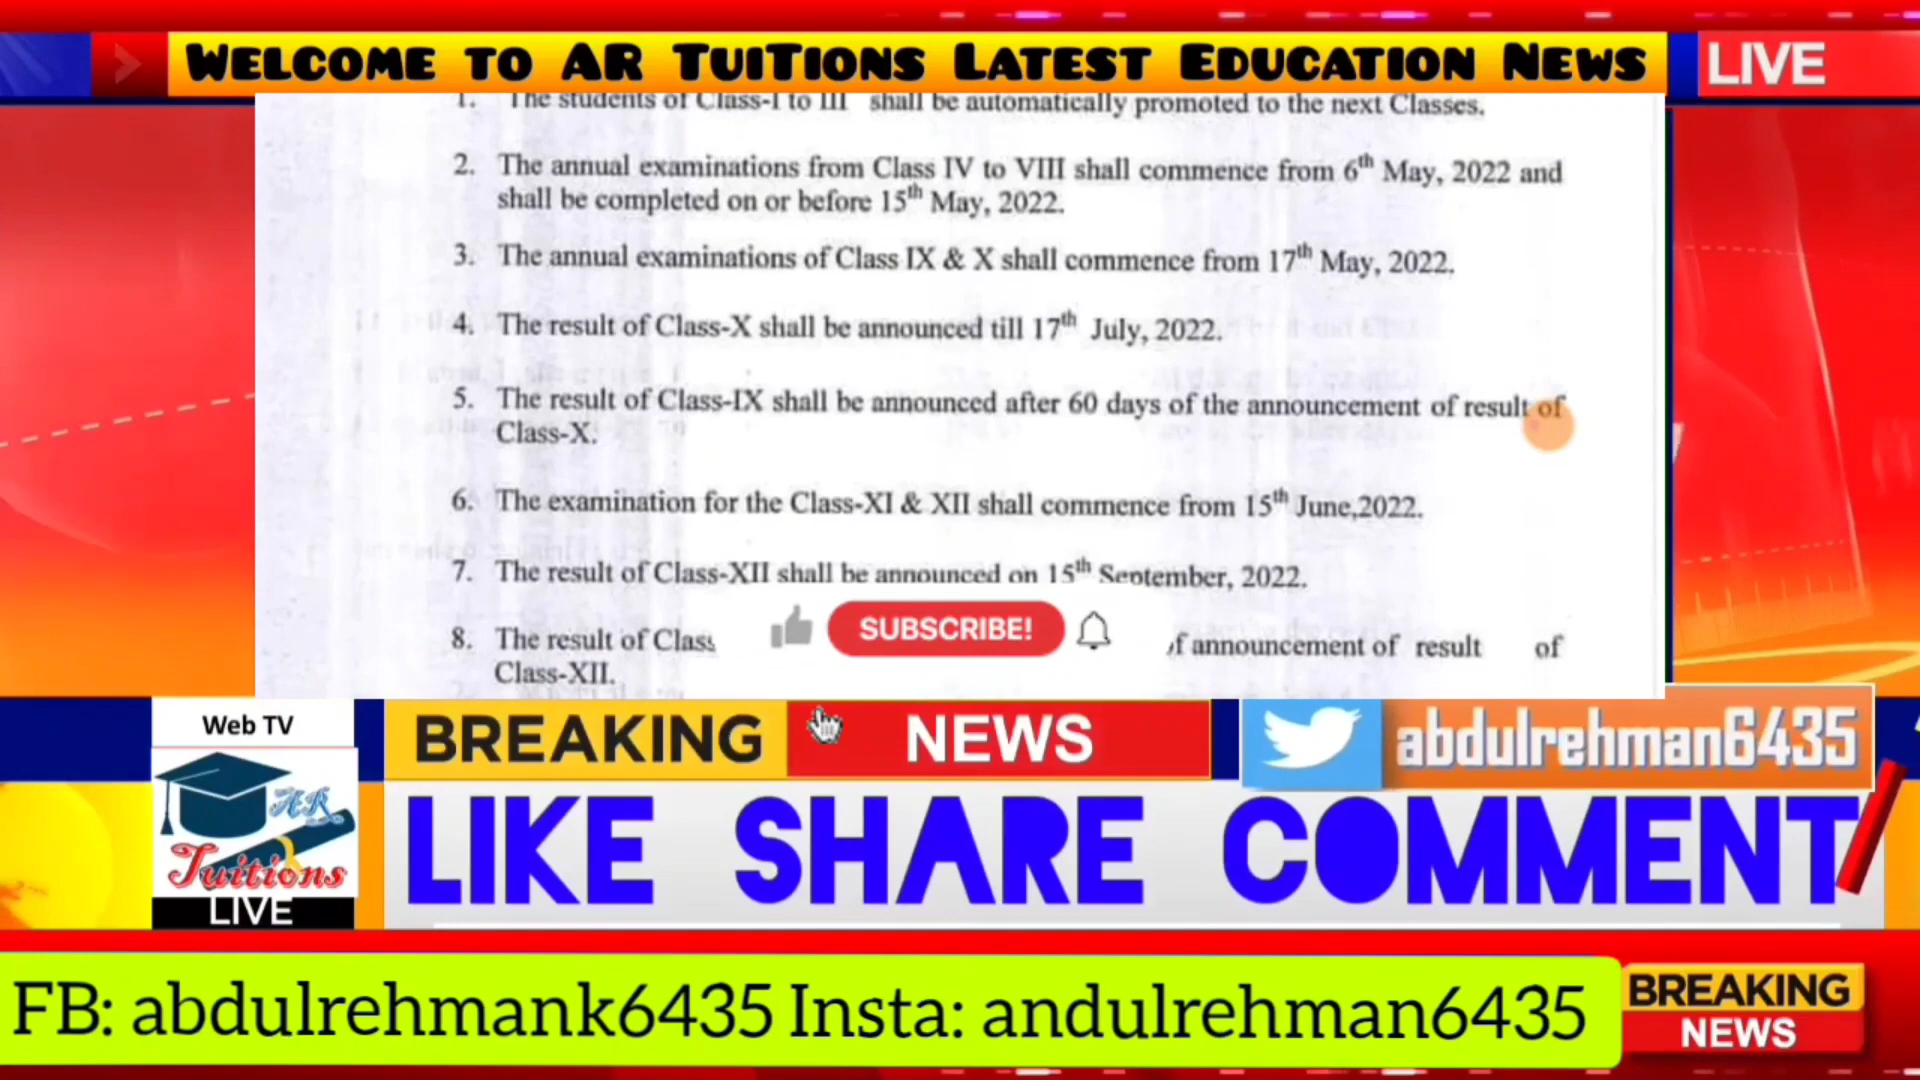 WELCOME TO AR TUITIONS LATEST EDUCATION NEWS
LIVE
1. The students of Class-I to III shall be automatically promoted to the next Classes.
2. The annual examinations from Class IV to VIII shall commence from 6th May, 2022 and
shall be completed on or before 15th May, 2022.
3. The annual examinations of Class IX & X shall commence from 17th May, 2022.
4. The result of Class-X shall be announced till 17th July, 2022.
5. The result of Class-IX shall be announced after 60 days of the announcement of result of
Class-X.
6. The examination for the Class-XI & XII shall commence from 15th June,2022.
7. The result of Class-XII shall be announced on 15th September, 2022.
8. The result of Class
SUBSCRIBE!
announcement of result of
Class-XII.
Web TV
BREAKING NEWS
abdulrehman6435
AR
Tuitions
LIVE
LIKE SHARE COMMENT
FB: abdulrehmank6435 Insta: andulrehman6435
BREAKING
NEWS